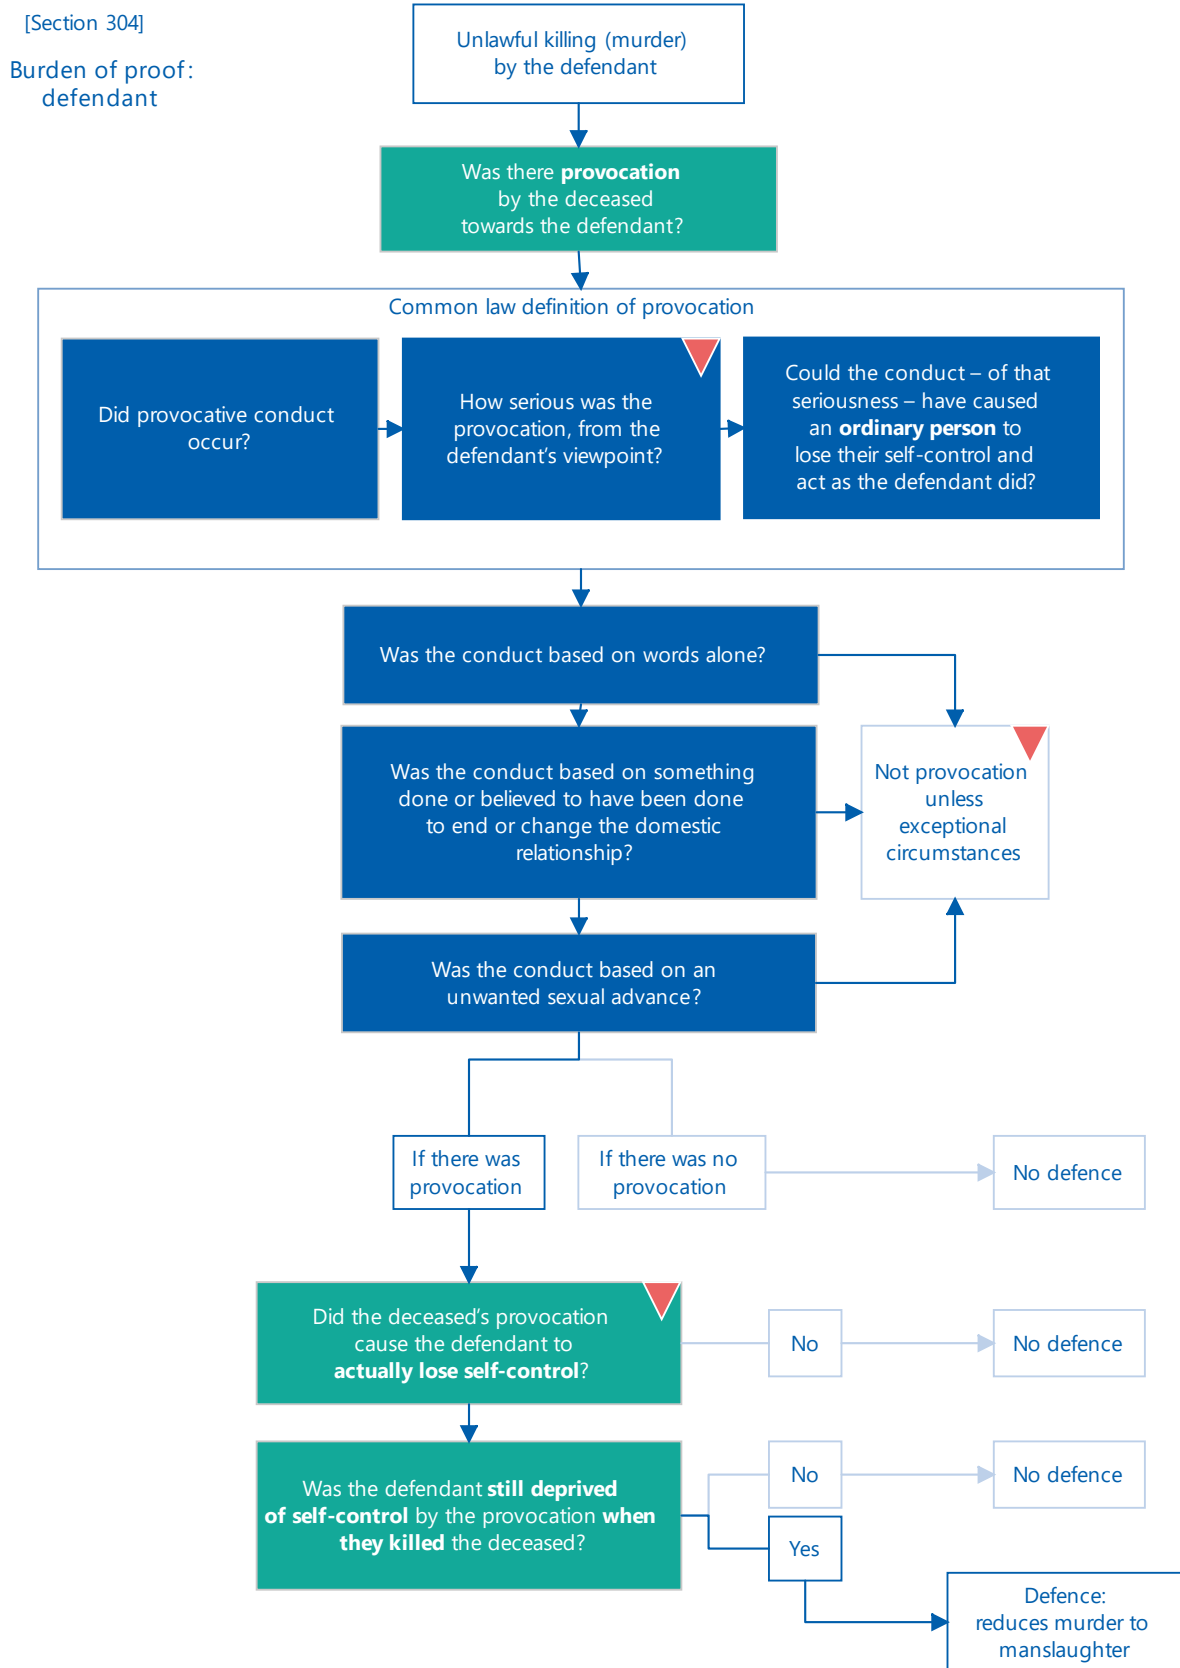 [Section 304]
Burden of proof:
defendant
Unlawful killing (murder)
by the defendant
Was there provocation
by the deceased
towards the defendant?
Common law definition of provocation
Did provocative conduct
occur?
How serious was the
provocation, from the
defendant’s viewpoint?
Could the conduct – of that
seriousness – have caused
an ordinary person to
lose their self-control and
act as the defendant did?
Was the conduct based on words alone?
Was the conduct based on something
done or believed to have been done
to end or change the domestic
relationship?
Not provocation
unless
exceptional
circumstances
Was the conduct based on an
unwanted sexual advance?
If there was
provocation
If there was no
provocation
No defence
Did the deceased’s provocation
cause the defendant to
actually lose self-control?
No
No defence
Was the defendant still deprived
of self-control by the provocation when
they killed the deceased?
No
No defence
Yes
Defence:
reduces murder to
manslaughter